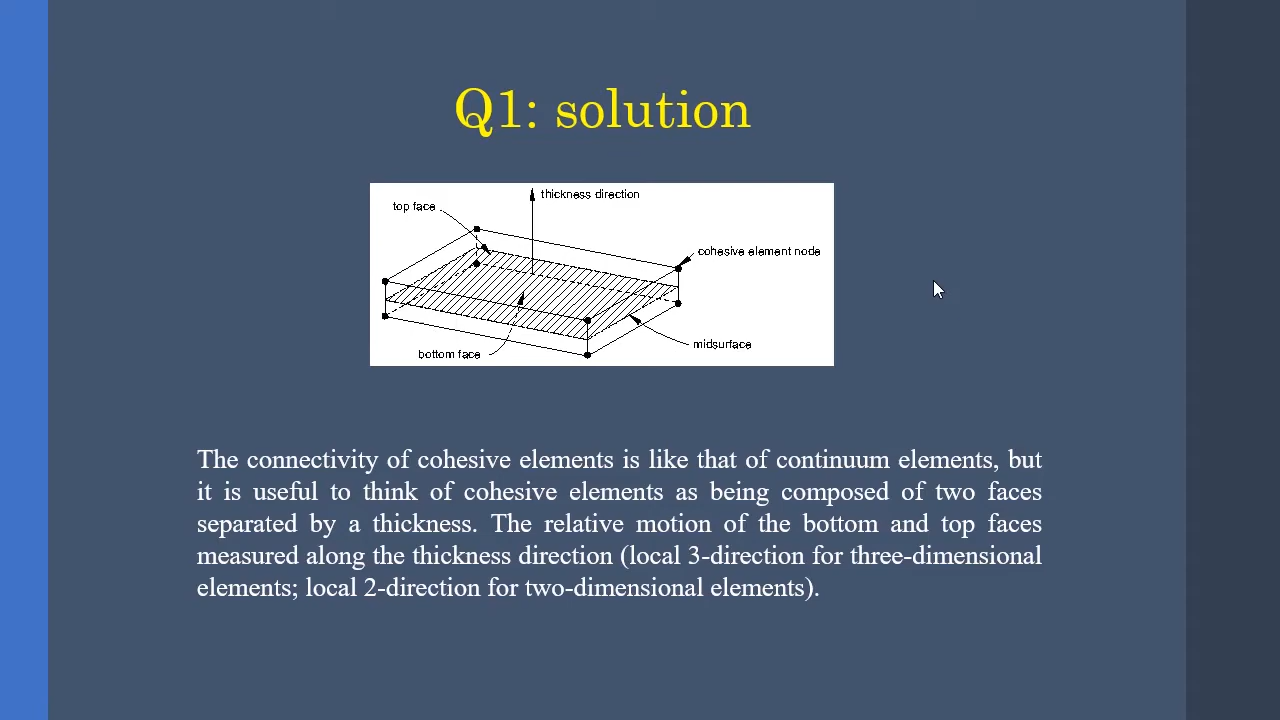 Q1: solution
thickness direction
top face
cohesive element node
midsurface
bottom face
The connectivity of cohesive elements is like that of continuum elements, but
it is useful to think of cohesive elements as being composed of two faces
separated by a thickness. The relative motion of the bottom and top faces
measured along the thickness direction (local 3-direction for three-dimensional
elements; local 2-direction for two-dimensional elements).